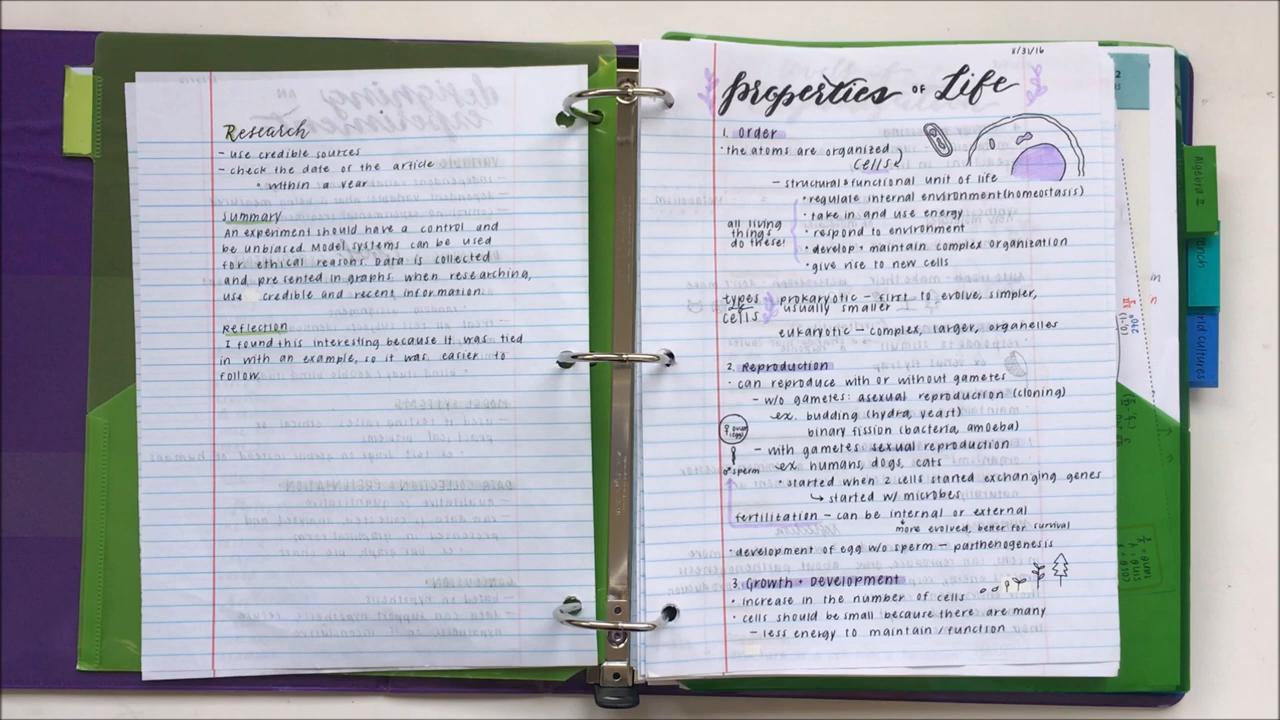 Research
- use credible sources
- check the date of the article
• within a year
summary
An experiment should have a control and
be unbiased. Model systems can be used
for ethical reasons. Data is collected
and presented in graphs. when researching,
use credible and recent information.
Reflection
I found this interesting because it was tied
in with an example, so it was easier to
follow.
8/31/16
properties of Life
1. Order
• the atoms are organized
cells!
- structural & functional unit of life
all living
things
do these!
• regulate internal environment (homeostasis)
• take in and use energy
• respond to environment
• develop + maintain complex organization
• give rise to new cells
types
of
cells
prokaryotic - first to evolve, simpler,
usually smaller
eukaryotic - complex, larger, organelles
2. Reproduction
• can reproduce with or without gametes
- w/o gametes: asexual reproduction (cloning)
ex. budding (hydra, yeast)
binary fission (bacteria, amoeba)
- with gametes: sexual reproduction
ex. humans, dogs, cats
♂ sperm
• started when 2 cells started exchanging genes
↳ started w/ microbes
fertilization - can be internal or external
more evolved, better for survival
• development of egg w/o sperm - parthenogenesis
3. Growth + Development
• increase in the number of cells
• cells should be small because there are many
- less energy to maintain / function
Algebra II
rld cultures